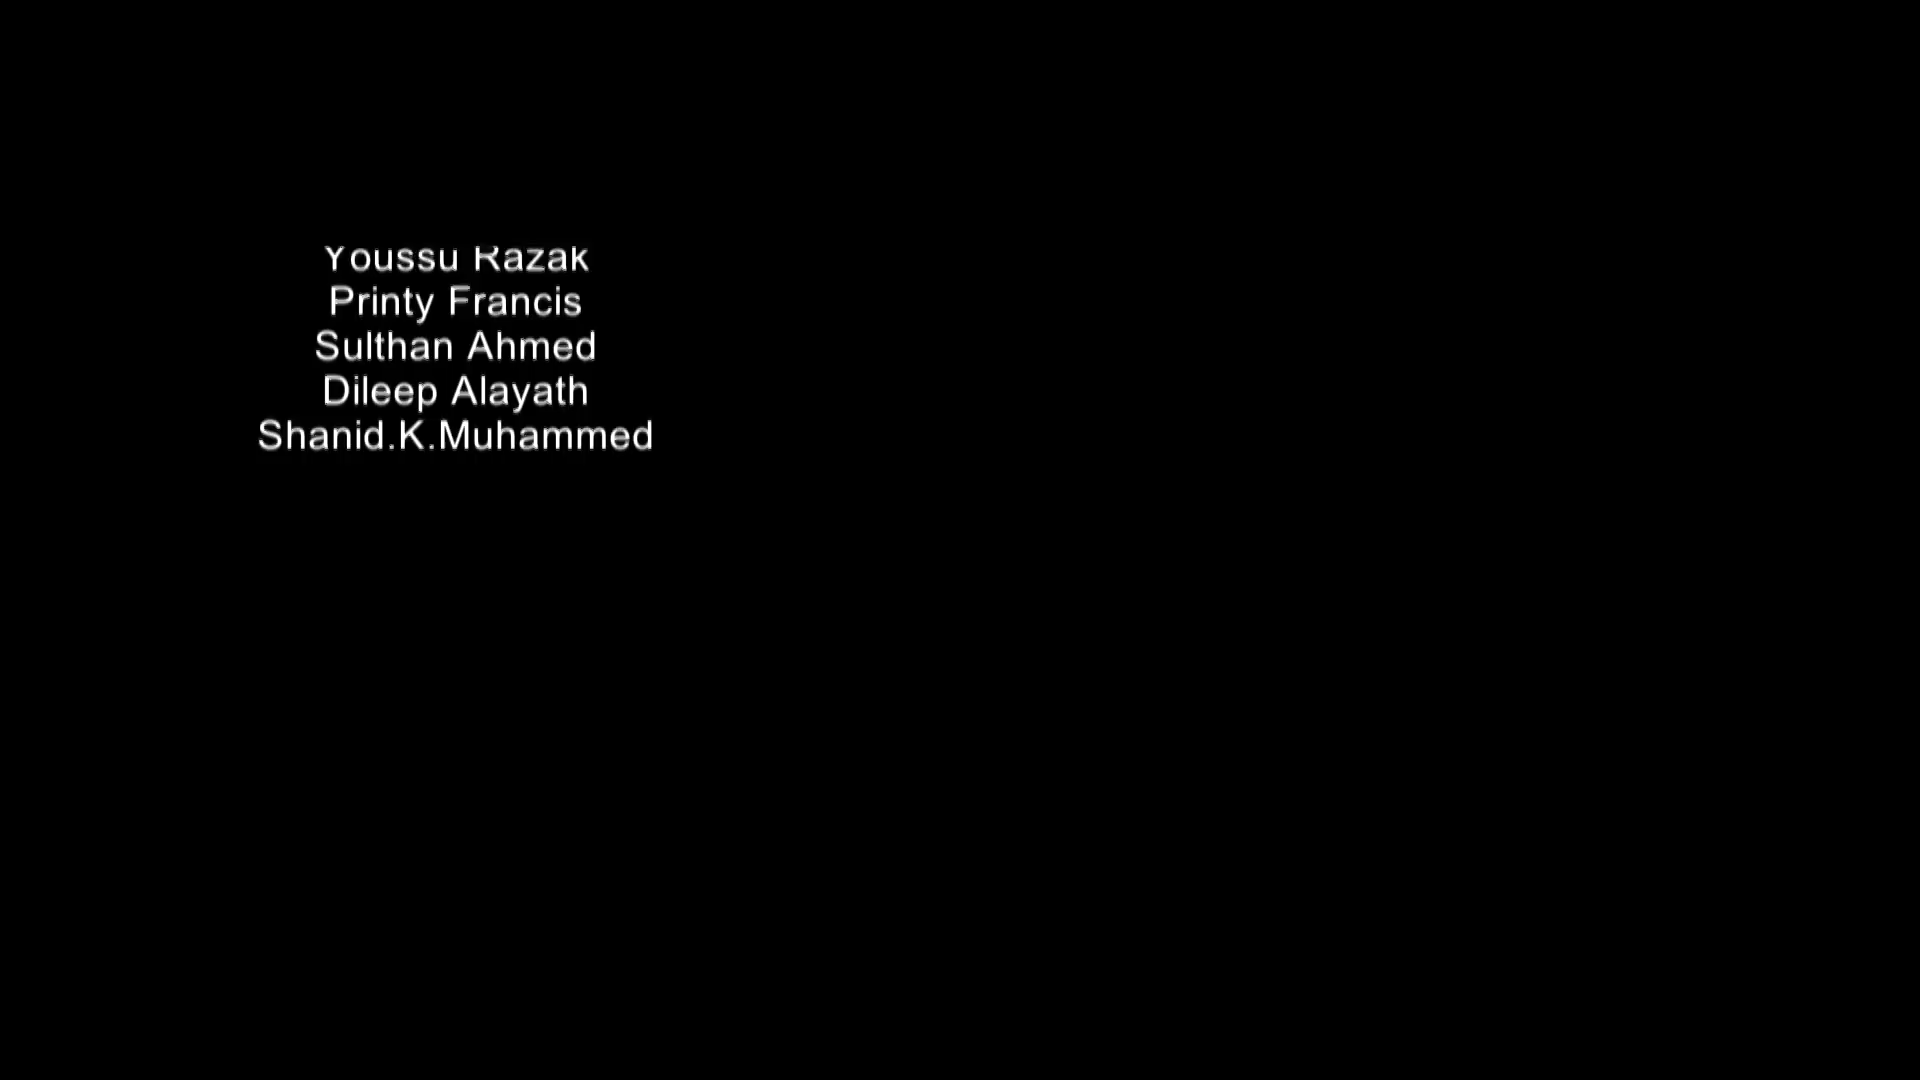 Youssu Razak
Printy Francis
Sulthan Ahmed
Dileep Alayath
Shanid.K.Muhammed